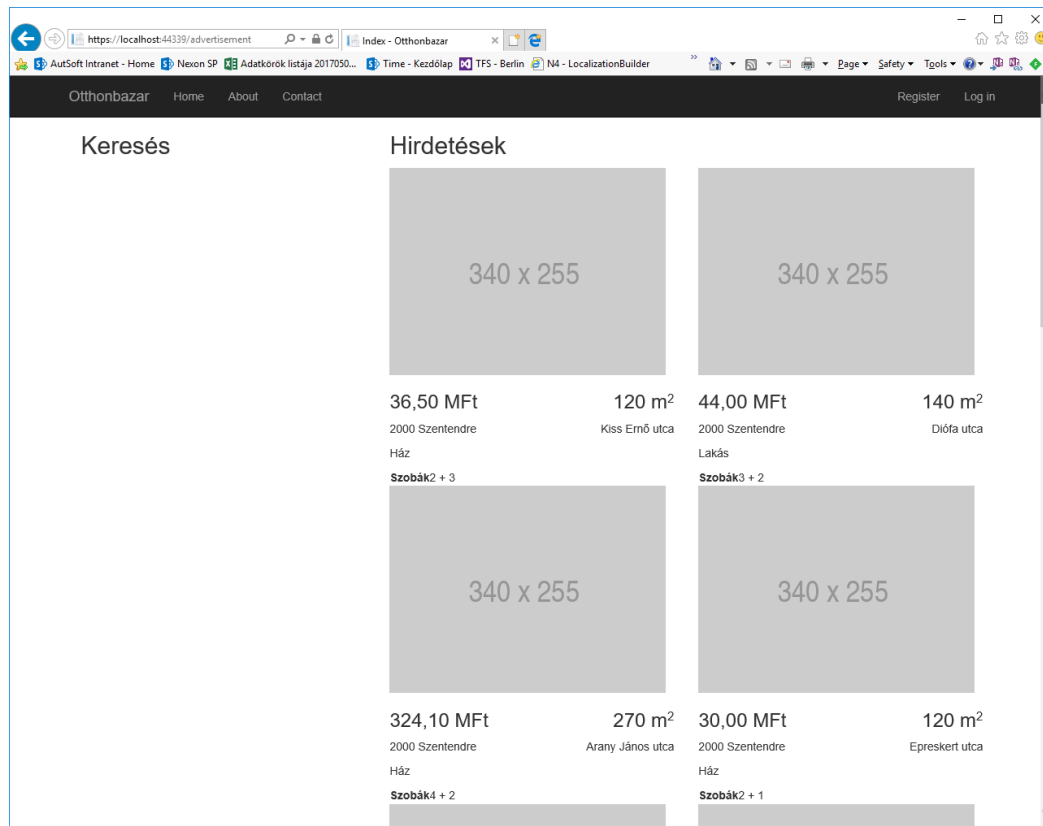 https://localhost:44339/advertisement
Index - Otthonbazar
AutSoft Intranet - Home
Nexon SP
Adatkörök listája 2017050...
Time - Kezdőlap
TFS - Berlin
N4 - LocalizationBuilder
Page
Safety
Tools
Otthonbazar
Home
About
Contact
Register
Log in
Keresés
Hirdetések
340 x 255
340 x 255
36,50 MFt
120 m²
44,00 MFt
140 m²
2000 Szentendre
Kiss Ernő utca
2000 Szentendre
Diófa utca
Ház
Lakás
Szobák2 + 3
Szobák3 + 2
340 x 255
340 x 255
324,10 MFt
270 m²
30,00 MFt
120 m²
2000 Szentendre
Arany János utca
2000 Szentendre
Epreskert utca
Ház
Ház
Szobák4 + 2
Szobák2 + 1